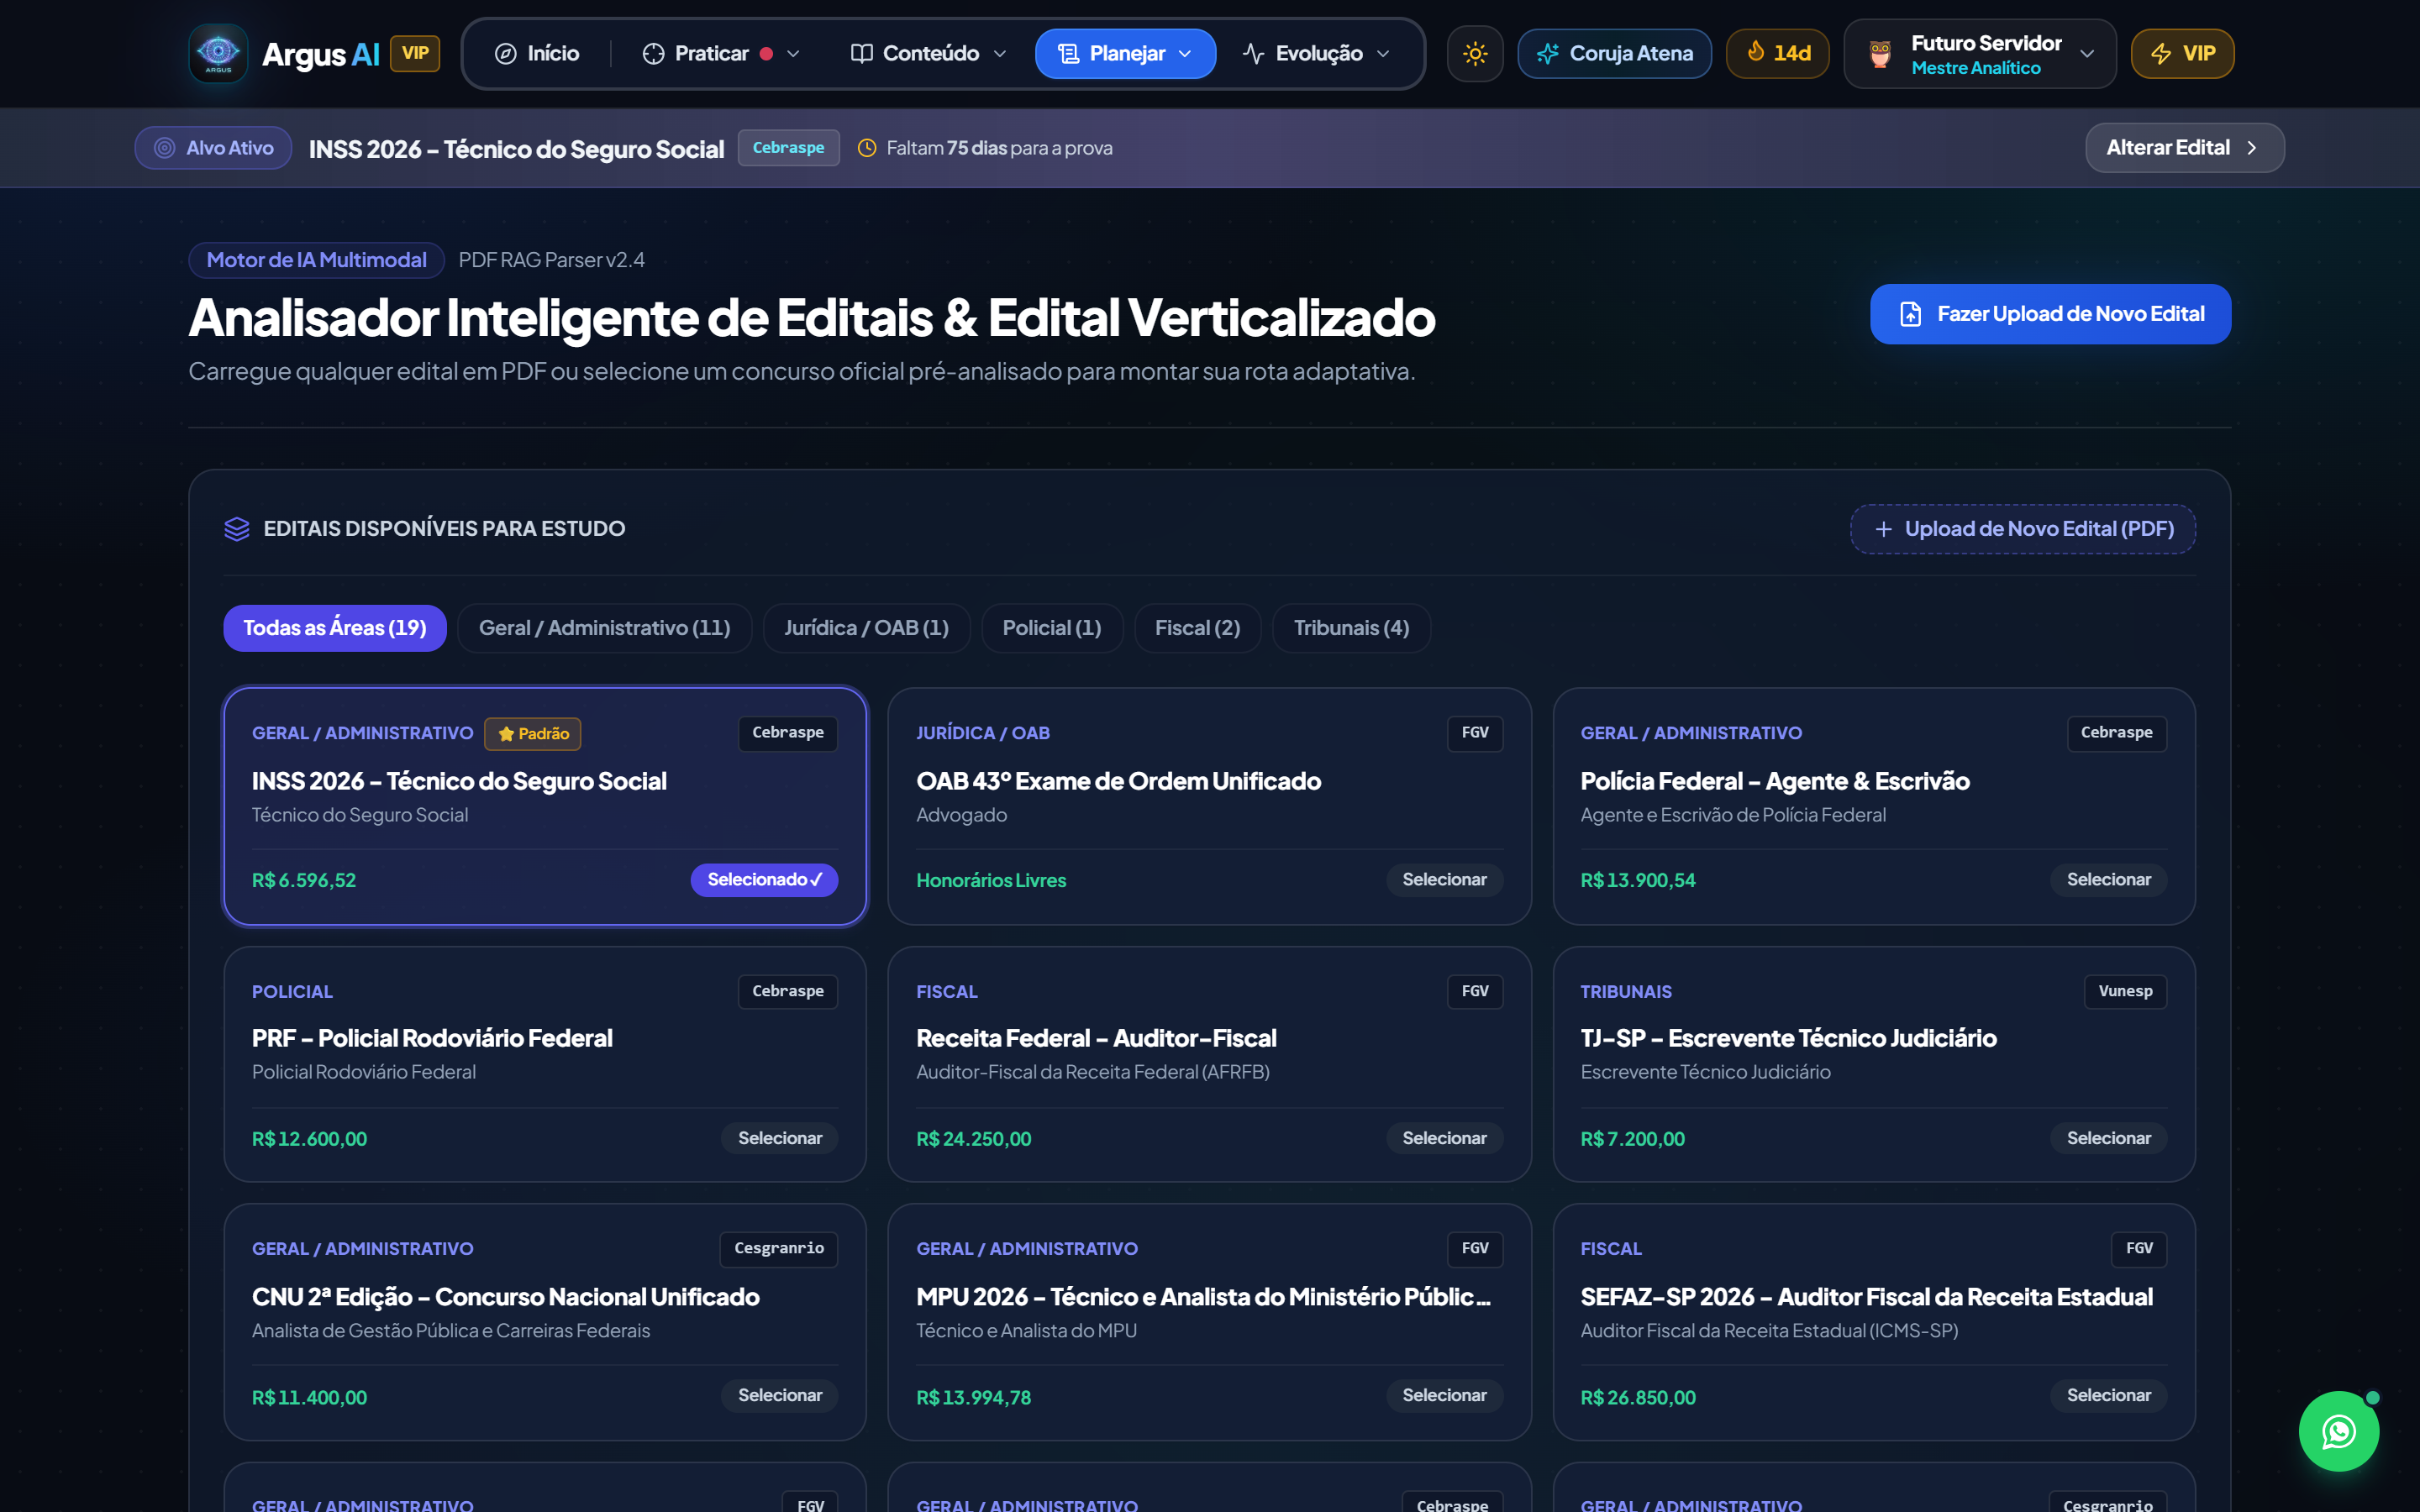 ARGUS
Argus AI VIP
Início
Praticar
Conteúdo
Planejar
Evolução
Coruja Atena
14d
Futuro Servidor
Mestre Analítico
VIP
Alvo Ativo
INSS 2026 – Técnico do Seguro Social
Cebraspe
Faltam 75 dias para a prova
Alterar Edital
Motor de IA Multimodal
PDF RAG Parser v2.4
Analisador Inteligente de Editais & Edital Verticalizado
Carregue qualquer edital em PDF ou selecione um concurso oficial pré-analisado para montar sua rota adaptativa.
Fazer Upload de Novo Edital
EDITAIS DISPONÍVEIS PARA ESTUDO
Upload de Novo Edital (PDF)
Todas as Áreas (19)
Geral / Administrativo (11)
Jurídica / OAB (1)
Policial (1)
Fiscal (2)
Tribunais (4)
GERAL / ADMINISTRATIVO
Padrão
Cebraspe
INSS 2026 – Técnico do Seguro Social
Técnico do Seguro Social
R$ 6.596,52
Selecionado ✓
JURÍDICA / OAB
FGV
OAB 43º Exame de Ordem Unificado
Advogado
Honorários Livres
Selecionar
GERAL / ADMINISTRATIVO
Cebraspe
Polícia Federal – Agente & Escrivão
Agente e Escrivão de Polícia Federal
R$ 13.900,54
Selecionar
POLICIAL
Cebraspe
PRF – Policial Rodoviário Federal
Policial Rodoviário Federal
R$ 12.600,00
Selecionar
FISCAL
FGV
Receita Federal – Auditor-Fiscal
Auditor-Fiscal da Receita Federal (AFRFB)
R$ 24.250,00
Selecionar
TRIBUNAIS
Vunesp
TJ-SP – Escrevente Técnico Judiciário
Escrevente Técnico Judiciário
R$ 7.200,00
Selecionar
GERAL / ADMINISTRATIVO
Cesgranrio
CNU 2ª Edição – Concurso Nacional Unificado
Analista de Gestão Pública e Carreiras Federais
R$ 11.400,00
Selecionar
GERAL / ADMINISTRATIVO
FGV
MPU 2026 – Técnico e Analista do Ministério Públic...
Técnico e Analista do MPU
R$ 13.994,78
Selecionar
FISCAL
FGV
SEFAZ-SP 2026 – Auditor Fiscal da Receita Estadual
Auditor Fiscal da Receita Estadual (ICMS-SP)
R$ 26.850,00
Selecionar
GERAL / ADMINISTRATIVO
FGV
GERAL / ADMINISTRATIVO
Cebraspe
GERAL / ADMINISTRATIVO
Cesgranrio